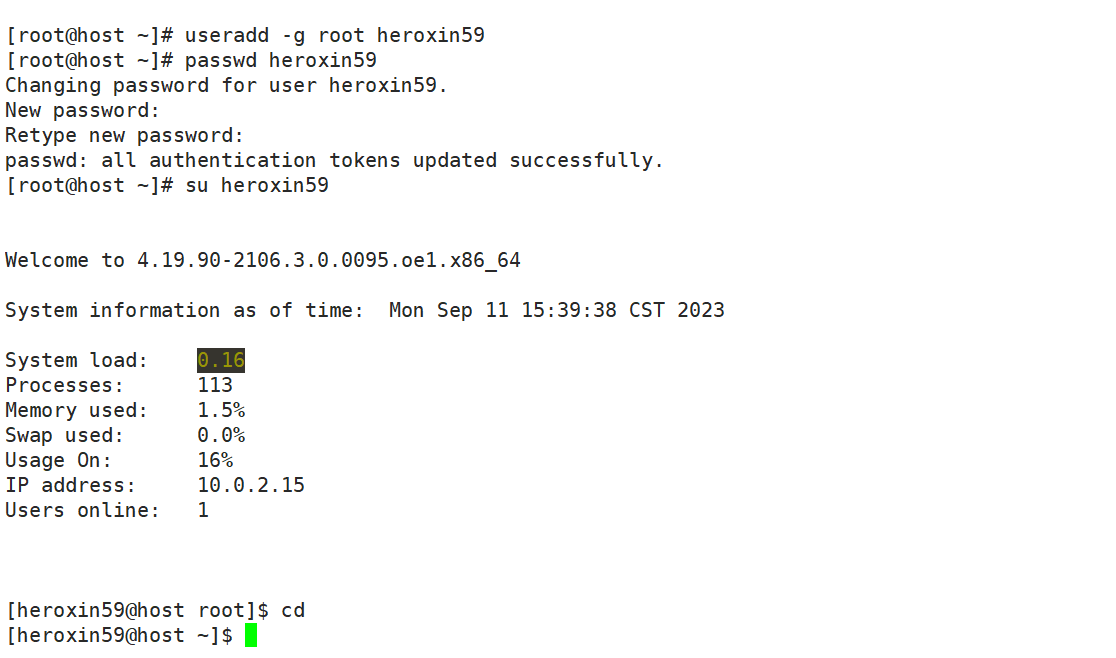 [root@host ~]# useradd -g root heroxin59
[root@host ~]# passwd heroxin59
Changing password for user heroxin59.
New password:
Retype new password:
passwd: all authentication tokens updated successfully.
[root@host ~]# su heroxin59
Welcome to 4.19.90-2106.3.0.0095.oe1.x86_64
System information as of time:  Mon Sep 11 15:39:38 CST 2023
System load:    0.16
Processes:      113
Memory used:    1.5%
Swap used:      0.0%
Usage On:       16%
IP address:     10.0.2.15
Users online:   1
[heroxin59@host root]$ cd
[heroxin59@host ~]$